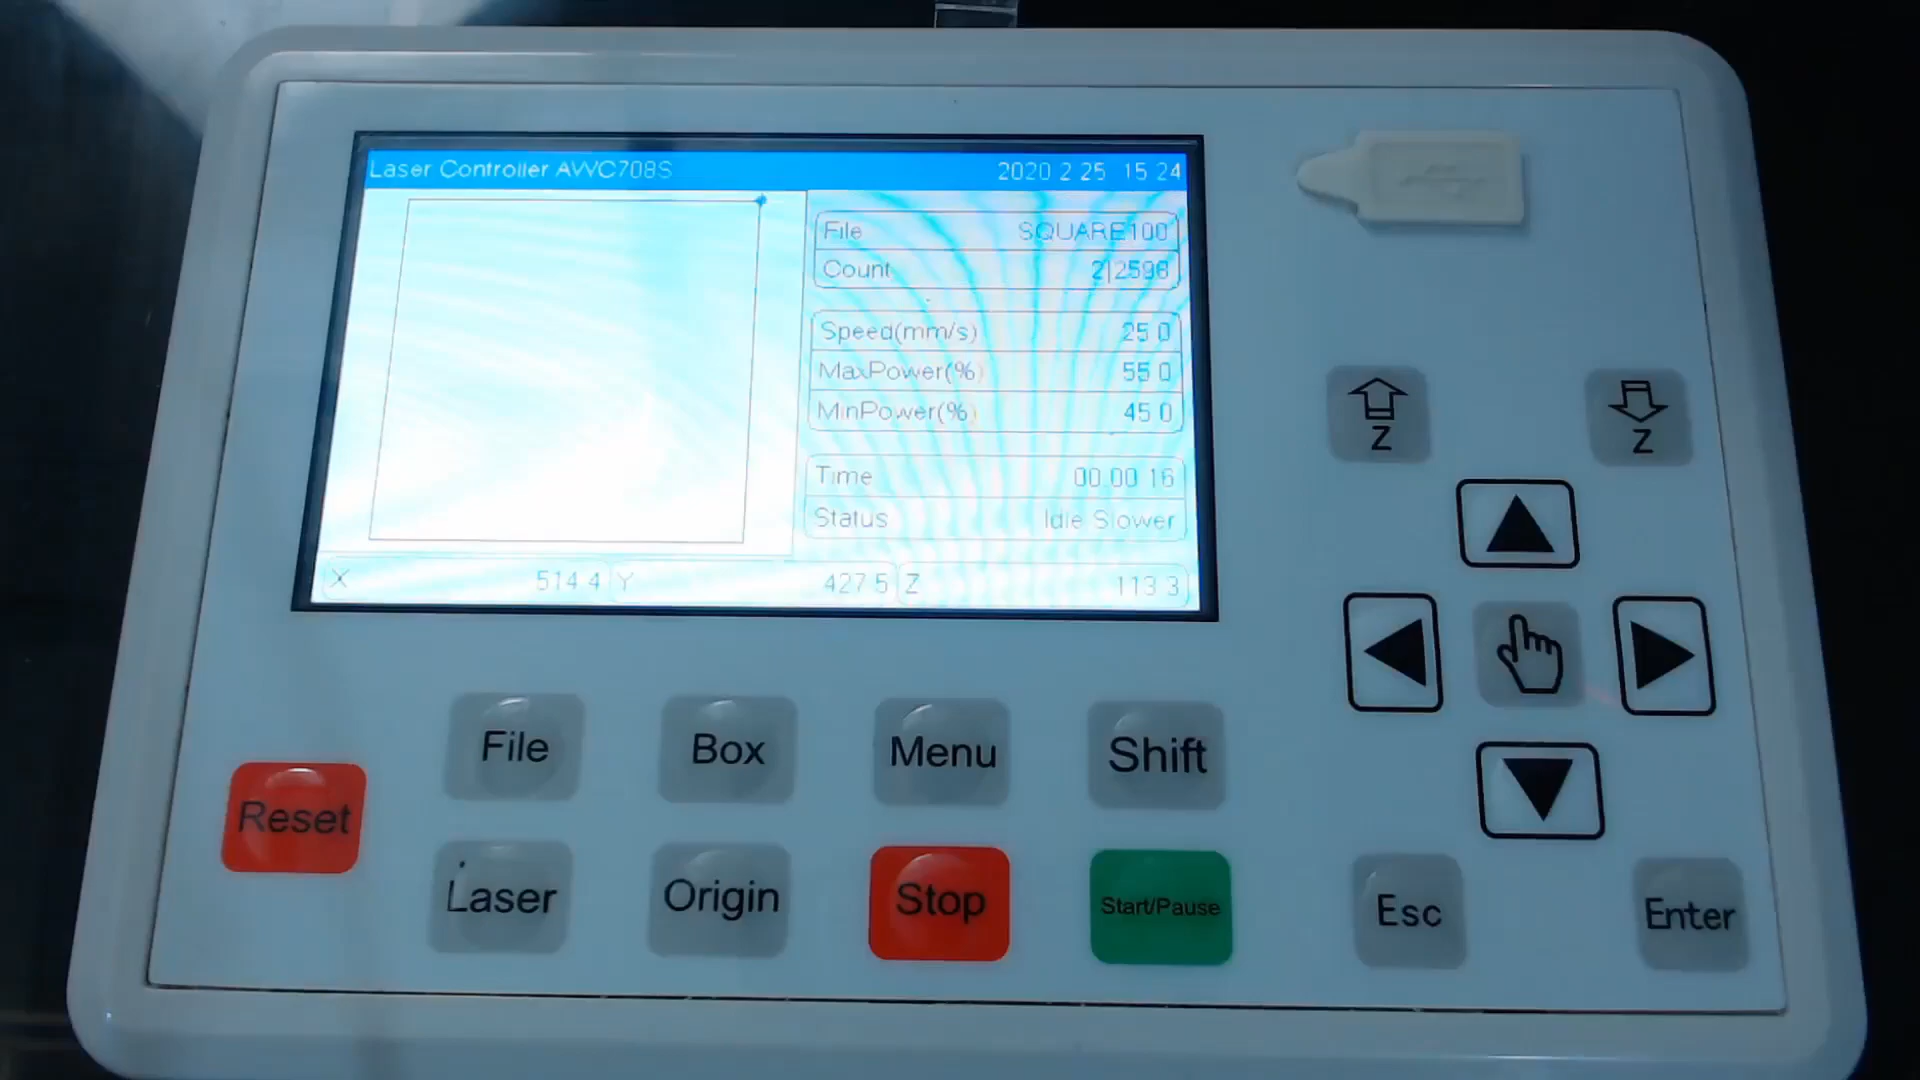 Laser Controller AWC708S 2020 2 25 15 24
File SQUARE100
Count 2|2598
Speed(mm/s) 25 0
MaxPower(%) 55 0
MinPower(%) 45 0
Time 00 00 16
Status Idle Slower
X 514 4 Y 427 5 Z 113 3
Z Z
File Box Menu Shift
Reset
Laser Origin Stop Start/Pause Esc Enter